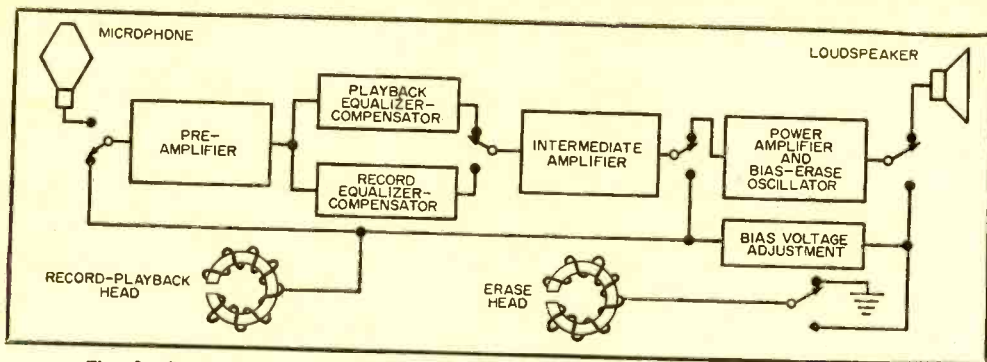 MICROPHONE
LOUDSPEAKER
PRE-
AMPLIFIER
PLAYBACK
EQUALIZER-
COMPENSATOR
RECORD
EQUALIZER-
COMPENSATOR
INTERMEDIATE
AMPLIFIER
POWER
AMPLIFIER
AND
BIAS-ERASE
OSCILLATOR
BIAS VOLTAGE
ADJUSTMENT
RECORD-PLAYBACK
HEAD
ERASE
HEAD